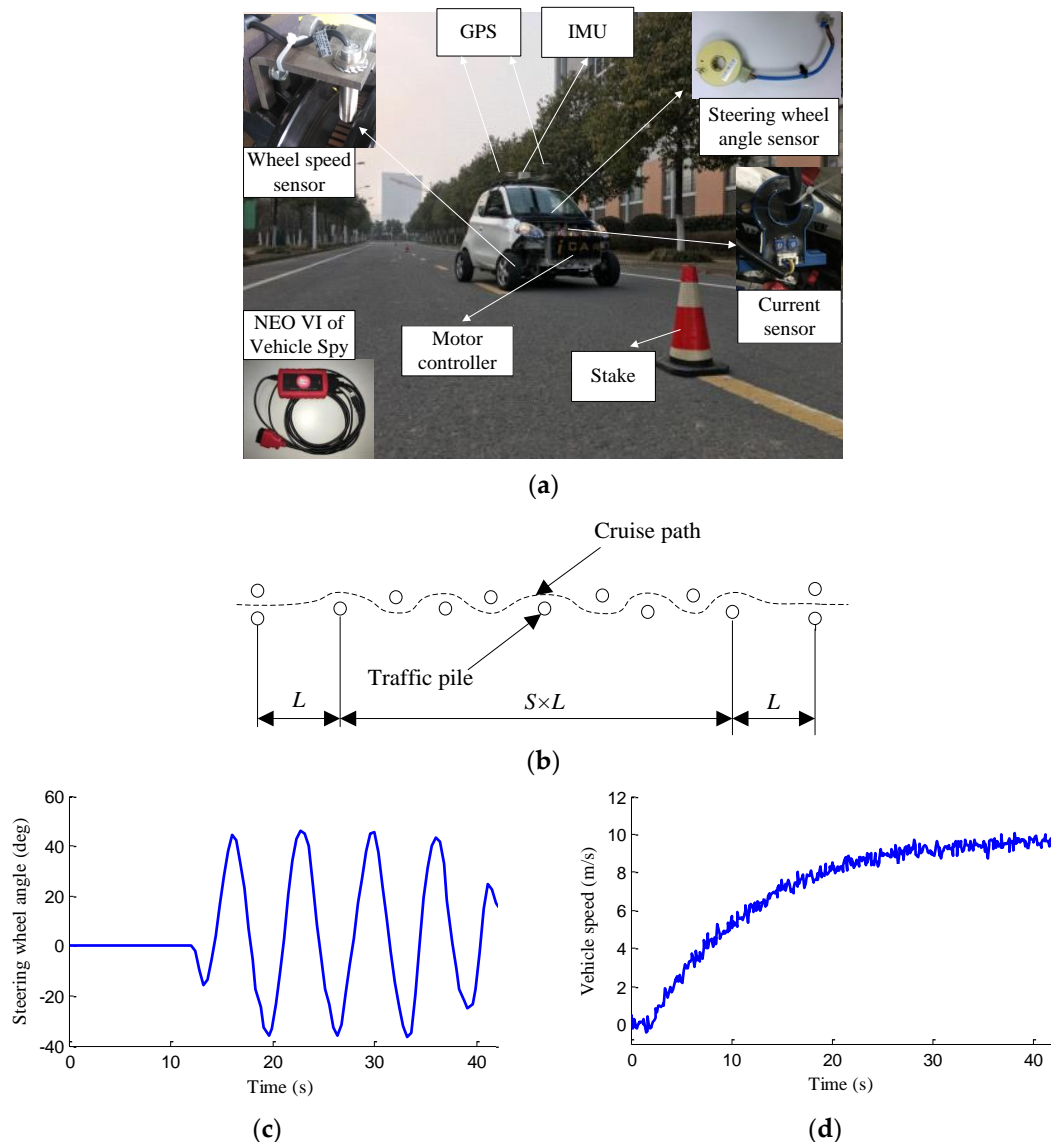 GPS
IMU
Steering wheel
angle sensor
Wheel speed
sensor
CAR
Current
sensor
NEO VI of
Vehicle Spy
Motor
controller
Stake
(a)
Cruise path
Traffic pile
L
S×L
L
(b)
60
40
20
0
-20
-40
Steering wheel angle (deg)
0
10
20
30
40
Time (s)
(c)
12
10
8
6
4
2
0
Vehicle speed (m/s)
0
10
20
30
40
Time (s)
(d)